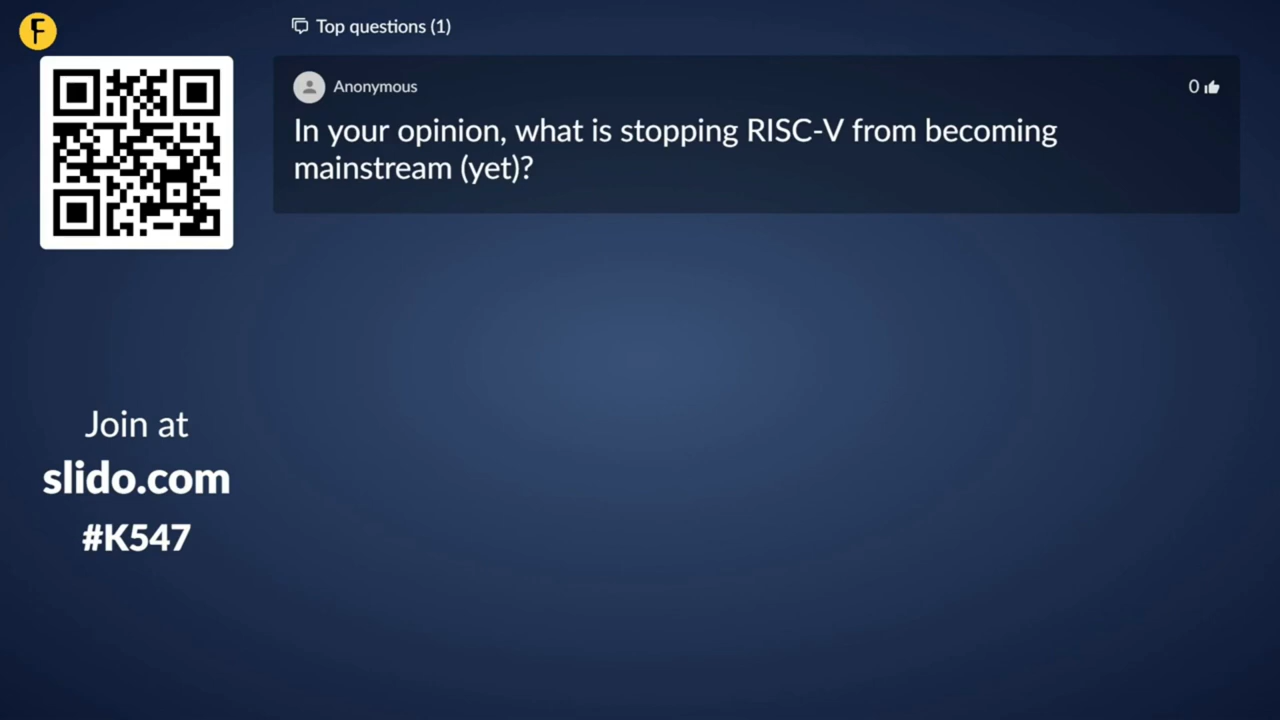 F
Top questions (1)
Anonymous
0
In your opinion, what is stopping RISC-V from becoming
mainstream (yet)?
Join at
slido.com
#K547